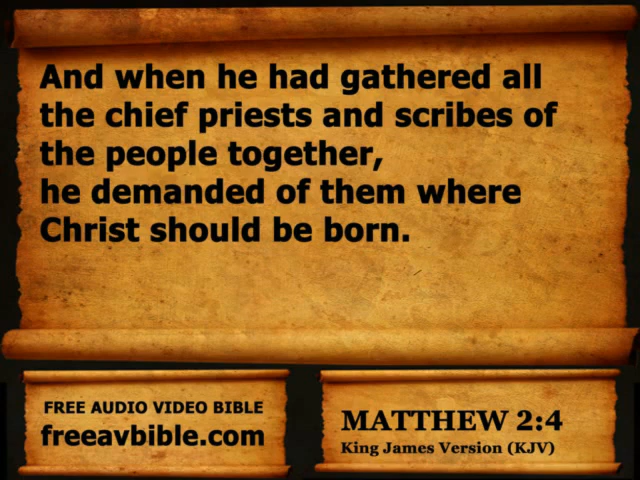 And when he had gathered all
the chief priests and scribes of
the people together,
he demanded of them where
Christ should be born.
FREE AUDIO VIDEO BIBLE
freeavbible.com
MATTHEW 2:4
King James Version (KJV)